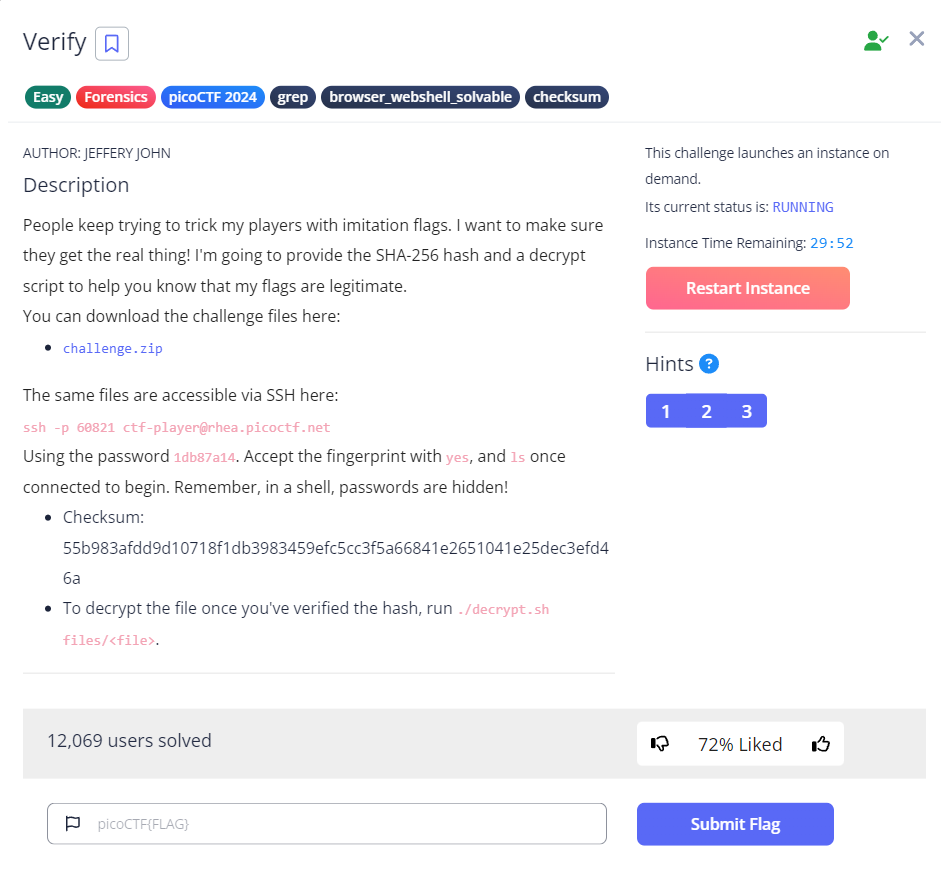 Verify
Easy Forensics picoCTF 2024 grep browser_webshell_solvable checksum
AUTHOR: JEFFERY JOHN
Description
People keep trying to trick my players with imitation flags. I want to make sure
they get the real thing! I'm going to provide the SHA-256 hash and a decrypt
script to help you know that my flags are legitimate.
You can download the challenge files here:
challenge.zip
The same files are accessible via SSH here:
ssh -p 60821 ctf-player@rhea.picoctf.net
Using the password 1db87a14. Accept the fingerprint with yes, and ls once
connected to begin. Remember, in a shell, passwords are hidden!
Checksum:
55b983afdd9d10718f1db3983459efc5cc3f5a66841e2651041e25dec3efd4
6a
To decrypt the file once you've verified the hash, run ./decrypt.sh
files/<file>.
This challenge launches an instance on
demand.
Its current status is: RUNNING
Instance Time Remaining: 29:52
Restart Instance
Hints ?
1 2 3
12,069 users solved
72% Liked
picoCTF{FLAG}
Submit Flag